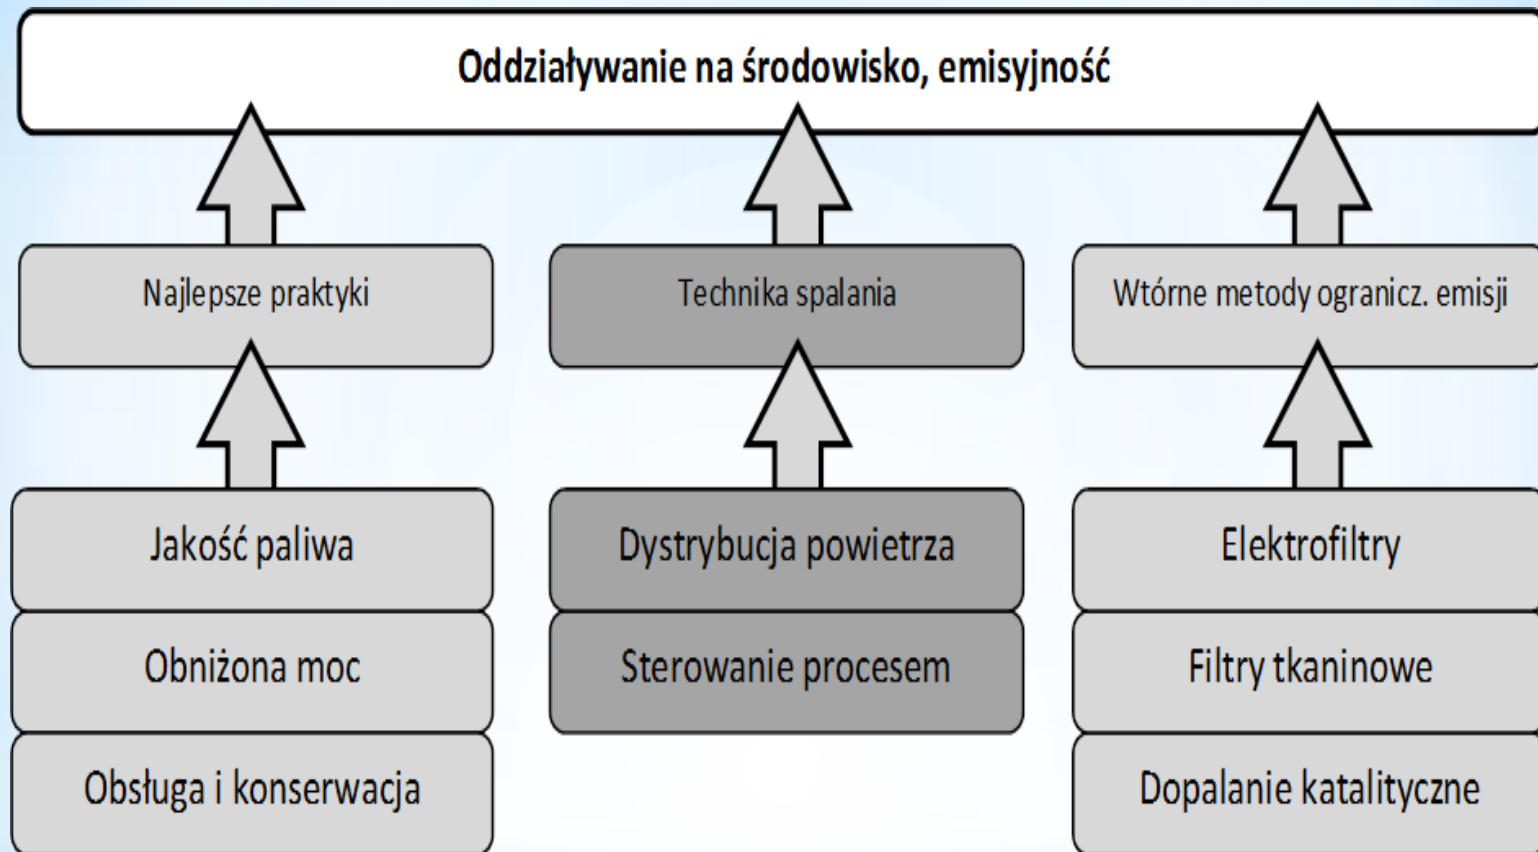 Oddziaływanie na środowisko, emisyjność
Najlepsze praktyki
Technika spalania
Wtórne metody ogranicz. emisji
Jakość paliwa
Dystrybucja powietrza
Elektrofiltry
Obniżona moc
Sterowanie procesem
Filtry tkaninowe
Obsługa i konserwacja
Dopalanie katalityczne